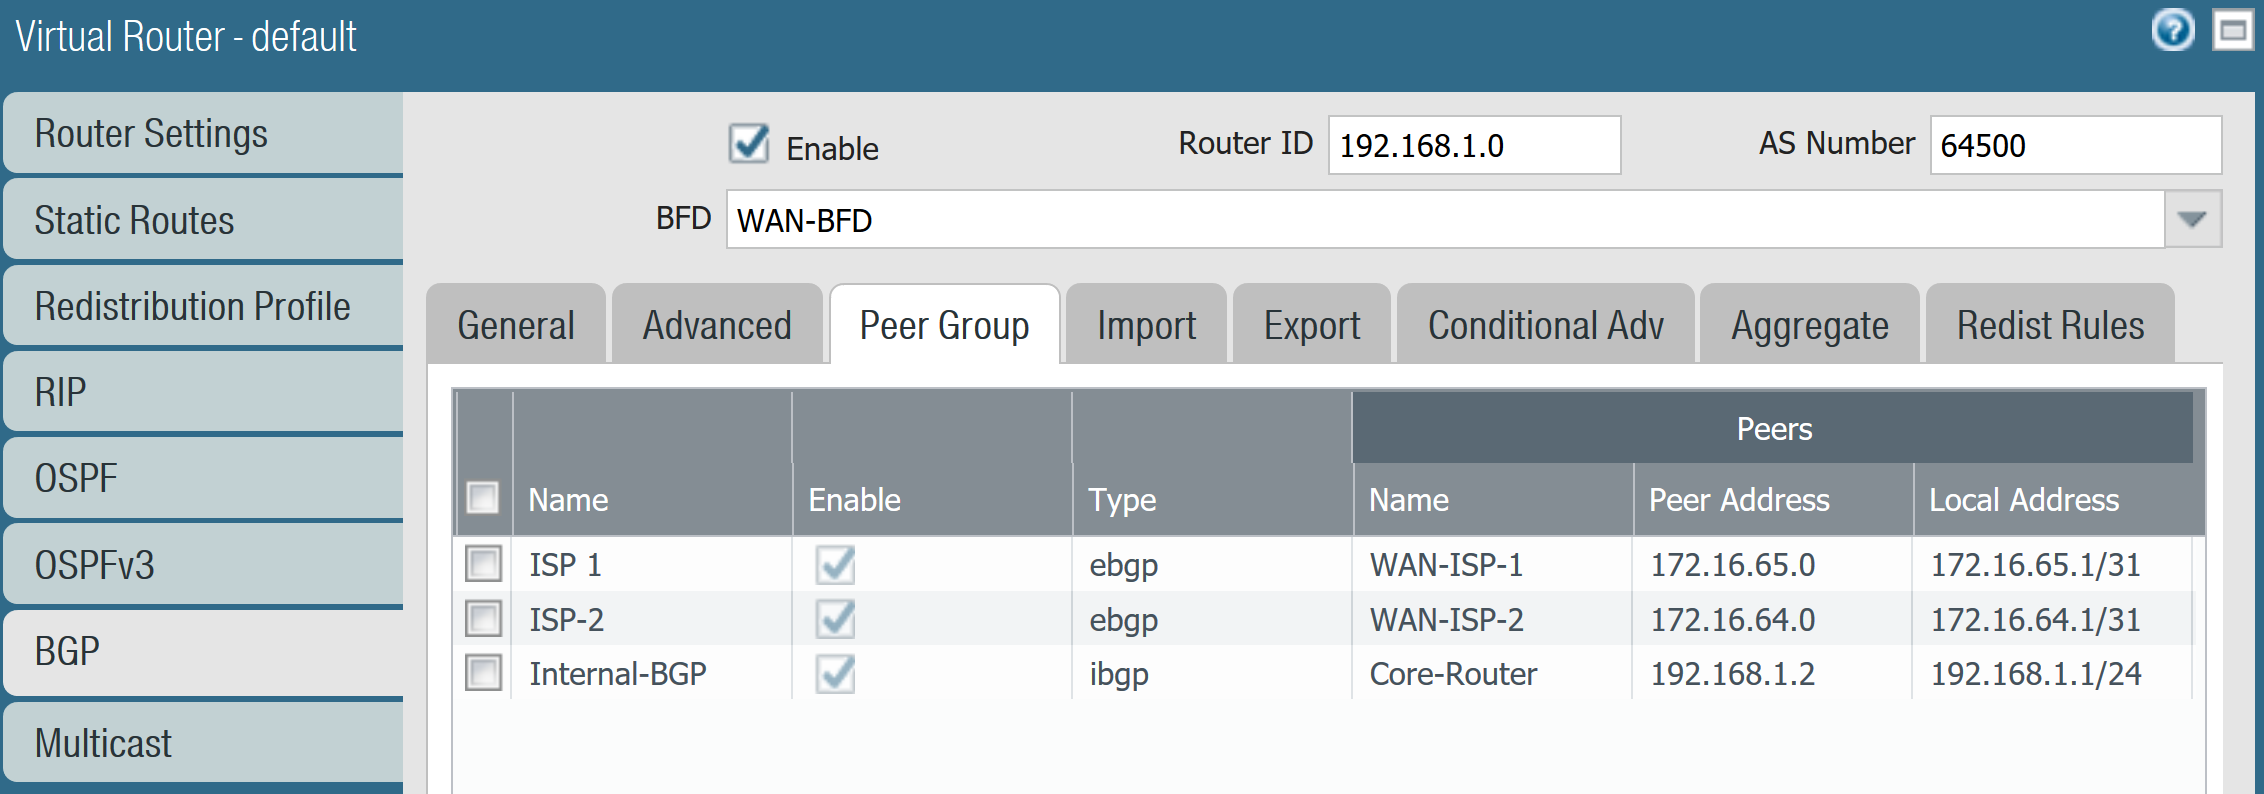 Virtual Router - default
Router Settings
Static Routes
Redistribution Profile
RIP
OSPF
OSPFv3
BGP
Multicast
Enable
Router ID 192.168.1.0
AS Number 64500
BFD WAN-BFD
General Advanced Peer Group Import Export Conditional Adv Aggregate Redist Rules
Peers
Name Enable Type Name Peer Address Local Address
ISP 1 ebgp WAN-ISP-1 172.16.65.0 172.16.65.1/31
ISP-2 ebgp WAN-ISP-2 172.16.64.0 172.16.64.1/31
Internal-BGP ibgp Core-Router 192.168.1.2 192.168.1.1/24